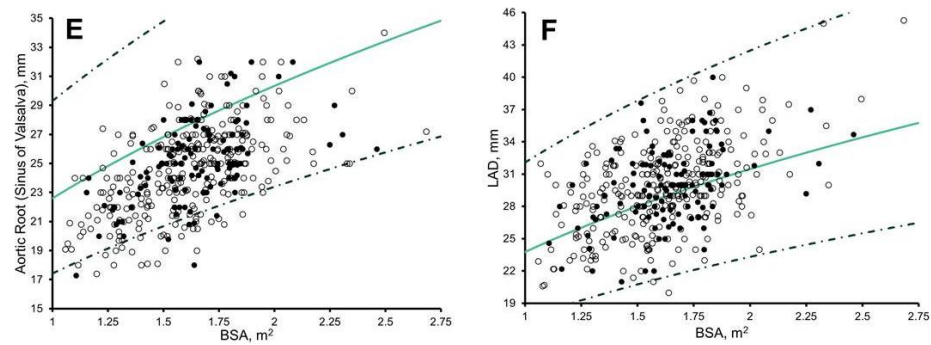 E
Aortic Root (Sinus of Valsalva), mm
35
33
31
29
27
25
23
21
19
17
15
1 1.25 1.5 1.75 2 2.25 2.5 2.75
BSA, m²
F
LAD, mm
46
43
40
37
34
31
28
25
22
19
1 1.25 1.5 1.75 2 2.25 2.5 2.75
BSA, m²